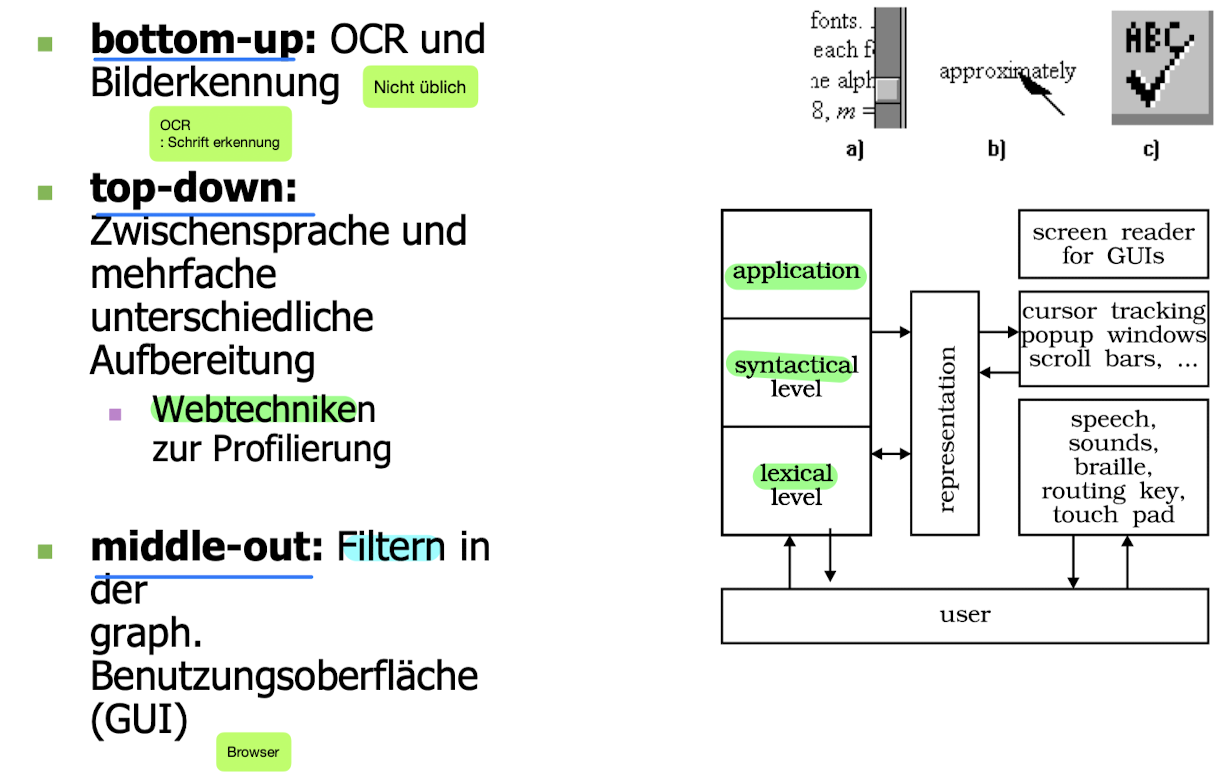 bottom-up: OCR und
Bilderkennung
Nicht üblich
OCR
: Schrift erkennung
top-down:
Zwischensprache und
mehrfache
unterschiedliche
Aufbereitung
Webtechniken
zur Profilierung
middle-out: Filtern in
der
graph.
Benutzungsoberfläche
(GUI)
Browser
fonts.
each f
ne alph
8, m =
a)
approximately
b)
ABC
c)
application
syntactical
level
lexical
level
representation
screen reader
for GUIs
cursor tracking
popup windows
scroll bars, ...
speech,
sounds,
braille,
routing key,
touch pad
user